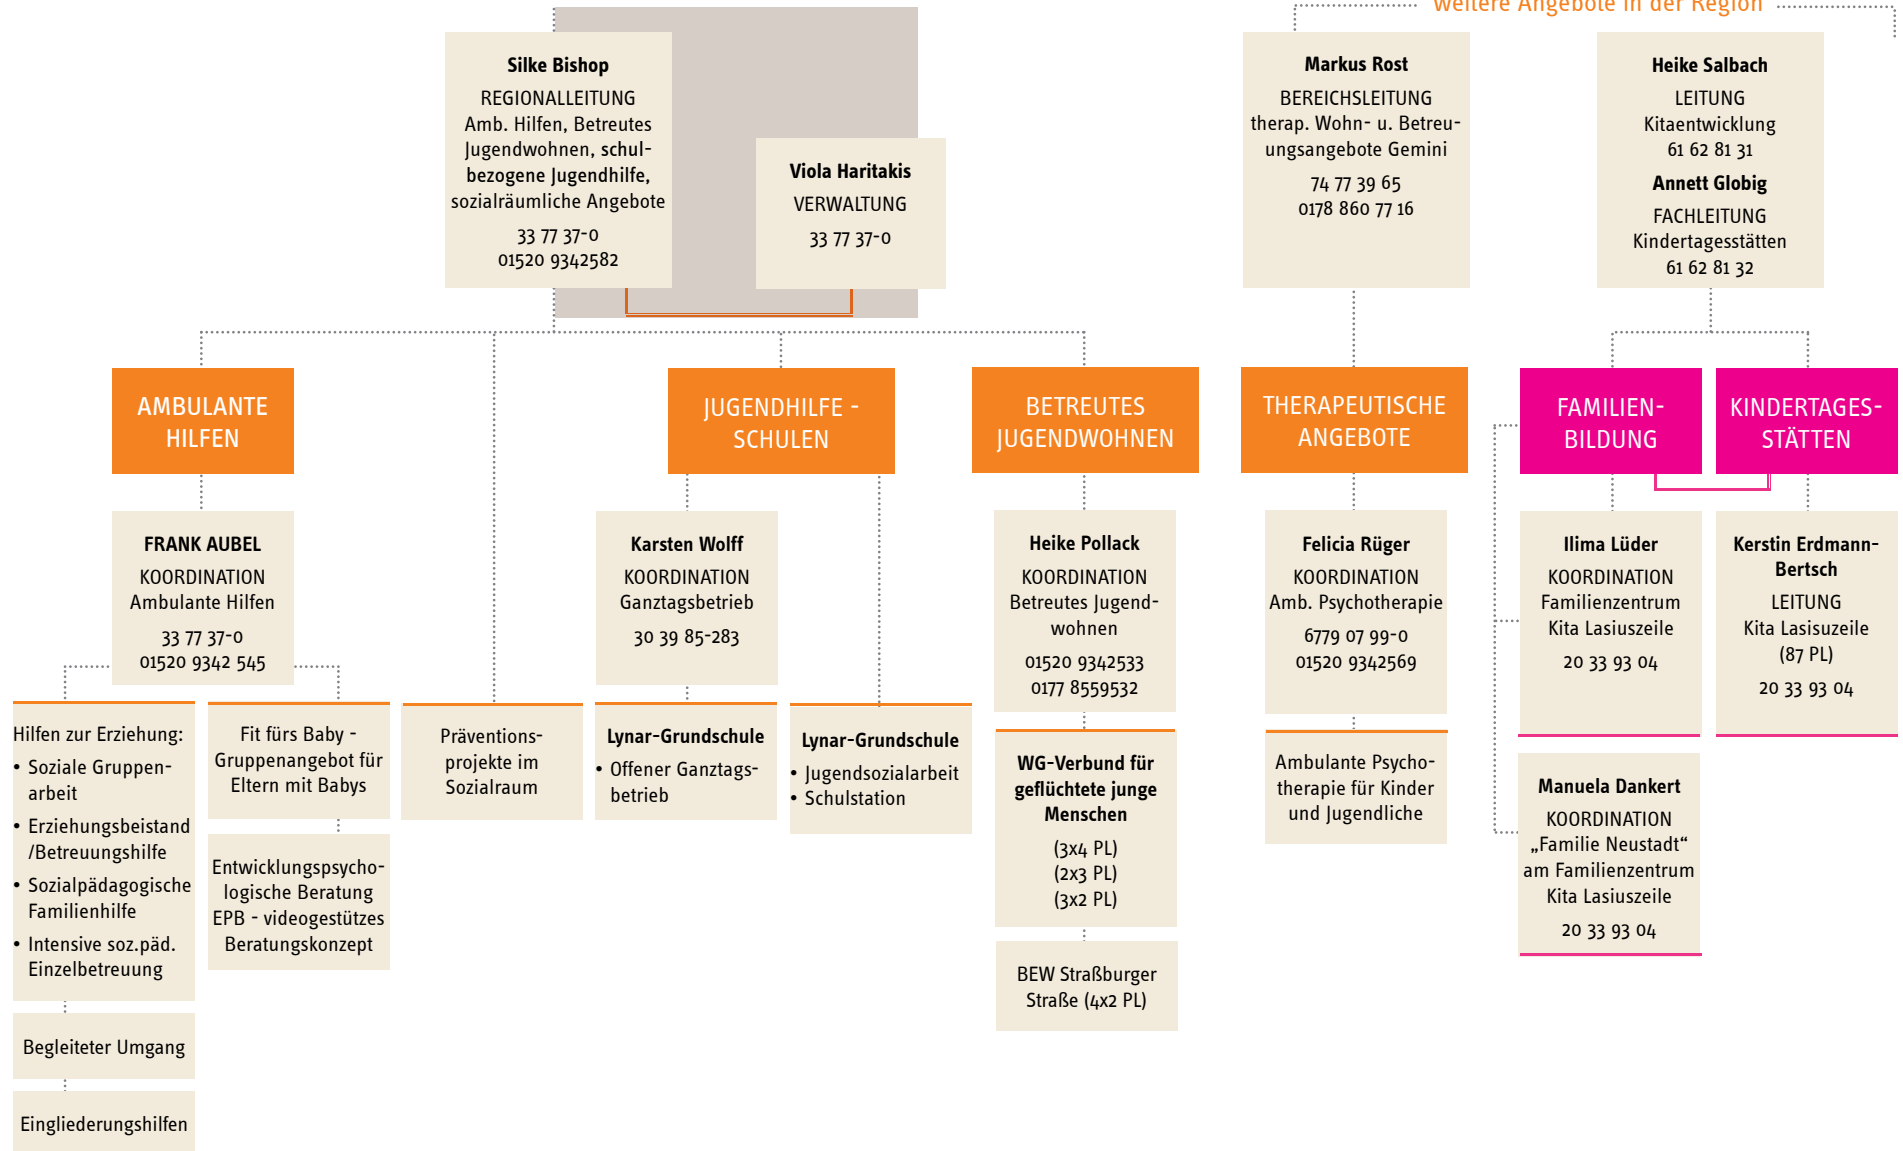 weitere Angebote in der Region
Silke Bishop
REGIONALLEITUNG
Amb. Hilfen, Betreutes
Jugendwohnen, schul-
bezogene Jugendhilfe,
sozialräumliche Angebote
33 77 37-0
01520 9342582
Viola Haritakis
VERWALTUNG
33 77 37-0
Markus Rost
BEREICHSLEITUNG
therap. Wohn- u. Betreu-
ungsangebote Gemini
74 77 39 65
0178 860 77 16
Heike Salbach
LEITUNG
Kitaentwicklung
61 62 81 31
Annett Globig
FACHLEITUNG
Kindertagesstätten
61 62 81 32
AMBULANTE
HILFEN
JUGENDHILFE -
SCHULEN
BETREUTES
JUGENDWOHNEN
THERAPEUTISCHE
ANGEBOTE
FAMILIEN-
BILDUNG
KINDERTAGES-
STÄTTEN
FRANK AUBEL
KOORDINATION
Ambulante Hilfen
33 77 37-0
01520 9342 545
Karsten Wolff
KOORDINATION
Ganztagsbetrieb
30 39 85-283
Heike Pollack
KOORDINATION
Betreutes Jugend-
wohnen
01520 9342533
0177 8559532
Felicia Rüger
KOORDINATION
Amb. Psychotherapie
6779 07 99-0
01520 9342569
Ilima Lüder
KOORDINATION
Familienzentrum
Kita Lasiuszeile
20 33 93 04
Kerstin Erdmann-
Bertsch
LEITUNG
Kita Lasisuzeile
(87 PL)
20 33 93 04
Hilfen zur Erziehung:
• Soziale Gruppen-
arbeit
• Erziehungsbeistand
/Betreuungshilfe
• Sozialpädagogische
Familienhilfe
• Intensive soz.päd.
Einzelbetreuung
Begleiteter Umgang
Eingliederungshilfen
Fit fürs Baby -
Gruppenangebot für
Eltern mit Babys
Entwicklungspsycho-
logische Beratung
EPB - videogestützes
Beratungskonzept
Präventions-
projekte im
Sozialraum
Lynar-Grundschule
• Offener Ganztags-
betrieb
Lynar-Grundschule
• Jugendsozialarbeit
• Schulstation
WG-Verbund für
geflüchtete junge
Menschen
(3x4 PL)
(2x3 PL)
(3x2 PL)
BEW Straßburger
Straße (4x2 PL)
Ambulante Psycho-
therapie für Kinder
und Jugendliche
Manuela Dankert
KOORDINATION
„Familie Neustadt“
am Familienzentrum
Kita Lasiuszeile
20 33 93 04